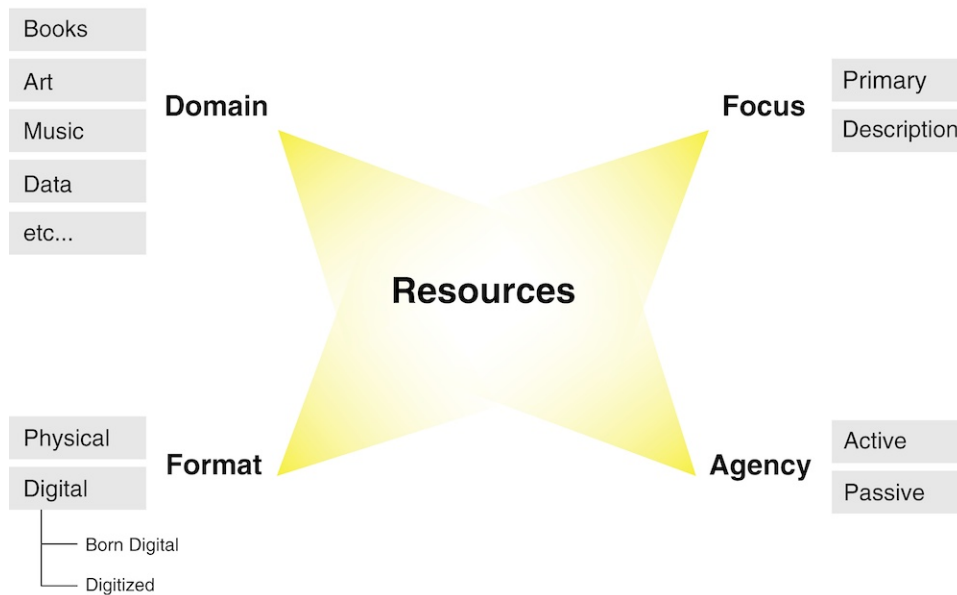 Books
Art
Music
Data
etc...
Domain
Focus
Primary
Description
Resources
Physical
Digital
Born Digital
Digitized
Format
Agency
Active
Passive